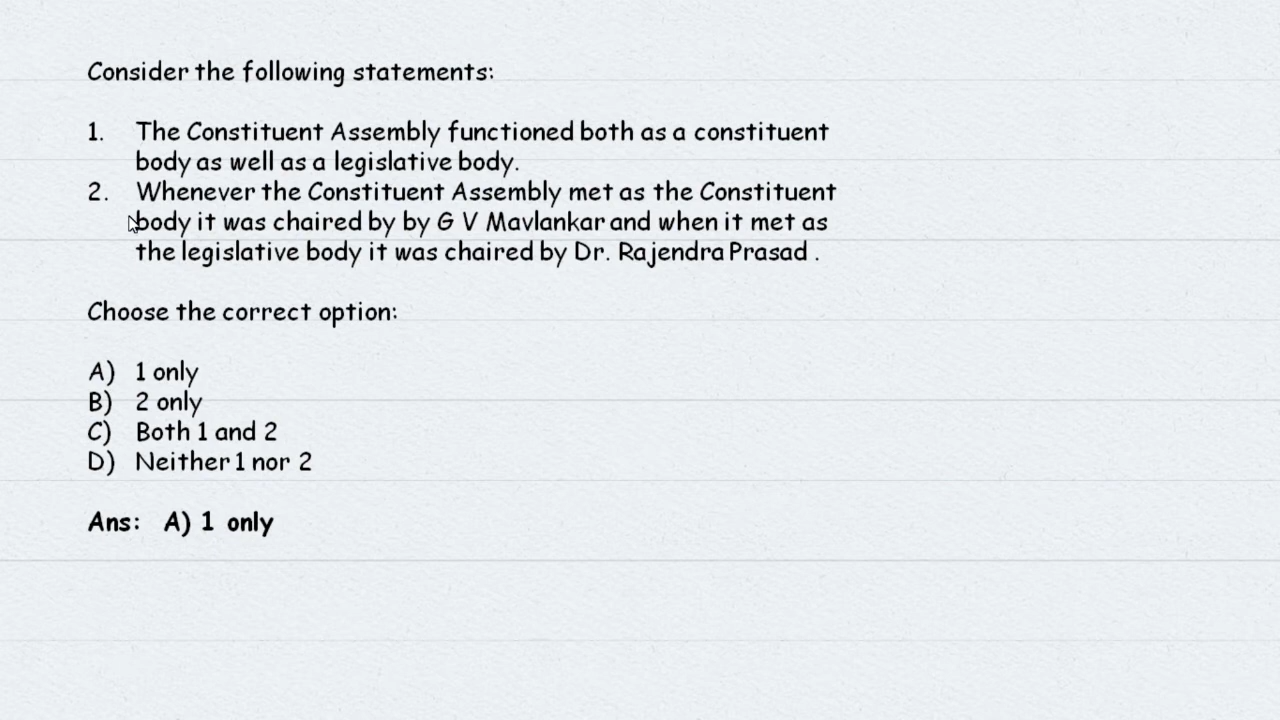 Consider the following statements:
1. The Constituent Assembly functioned both as a constituent
body as well as a legislative body.
2. Whenever the Constituent Assembly met as the Constituent
body it was chaired by by G V Mavlankar and when it met as
the legislative body it was chaired by Dr. Rajendra Prasad .
Choose the correct option:
A) 1 only
B) 2 only
C) Both 1 and 2
D) Neither 1 nor 2
Ans: A) 1 only